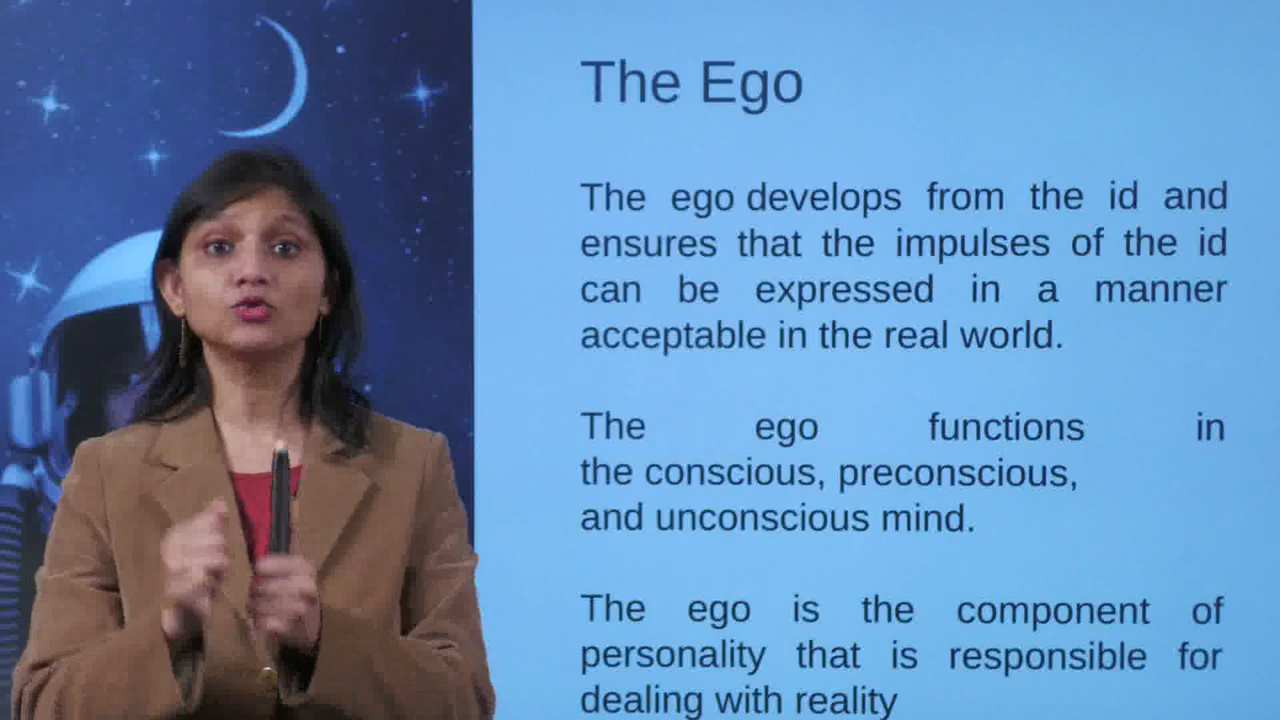 The Ego
The ego develops from the id and
ensures that the impulses of the id
can be expressed in a manner
acceptable in the real world.
The ego functions in
the conscious, preconscious,
and unconscious mind.
The ego is the component of
personality that is responsible for
dealing with reality